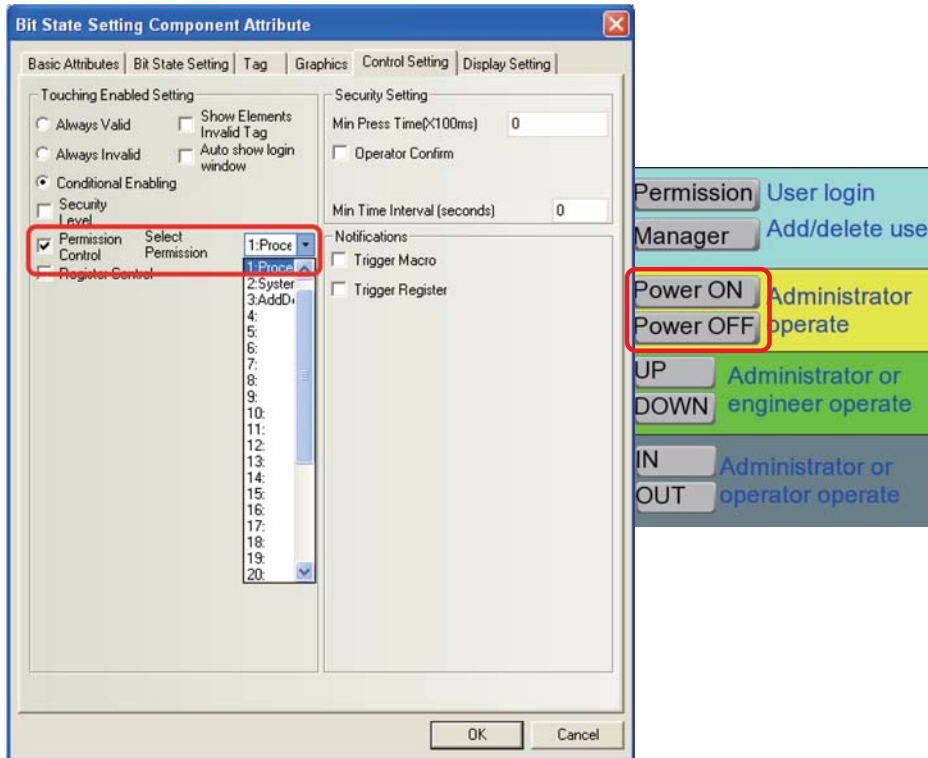 Bit State Setting Component Attribute
Basic Attributes
Bit State Setting
Tag
Graphics
Control Setting
Display Setting
Touching Enabled Setting
Always Valid
Show Elements
Invalid Tag
Always Invalid
Auto show login
window
Conditional Enabling
Security
Level
Permission
Control
Select
Permission
1:Proce
Register Control
1:Proce
2:System
3:AddD
4:
5:
6:
7:
8:
9:
10:
11:
12:
13:
14:
15:
16:
17:
18:
19:
20:
Security Setting
Min Press Time(X100ms)
0
Operator Confirm
Min Time Interval (seconds)
0
Notifications
Trigger Macro
Trigger Register
OK
Cancel
Permission
User login
Manager
Add/delete use
Power ON
Power OFF
Administrator
operate
UP
DOWN
Administrator or
engineer operate
IN
OUT
Administrator or
operator operate